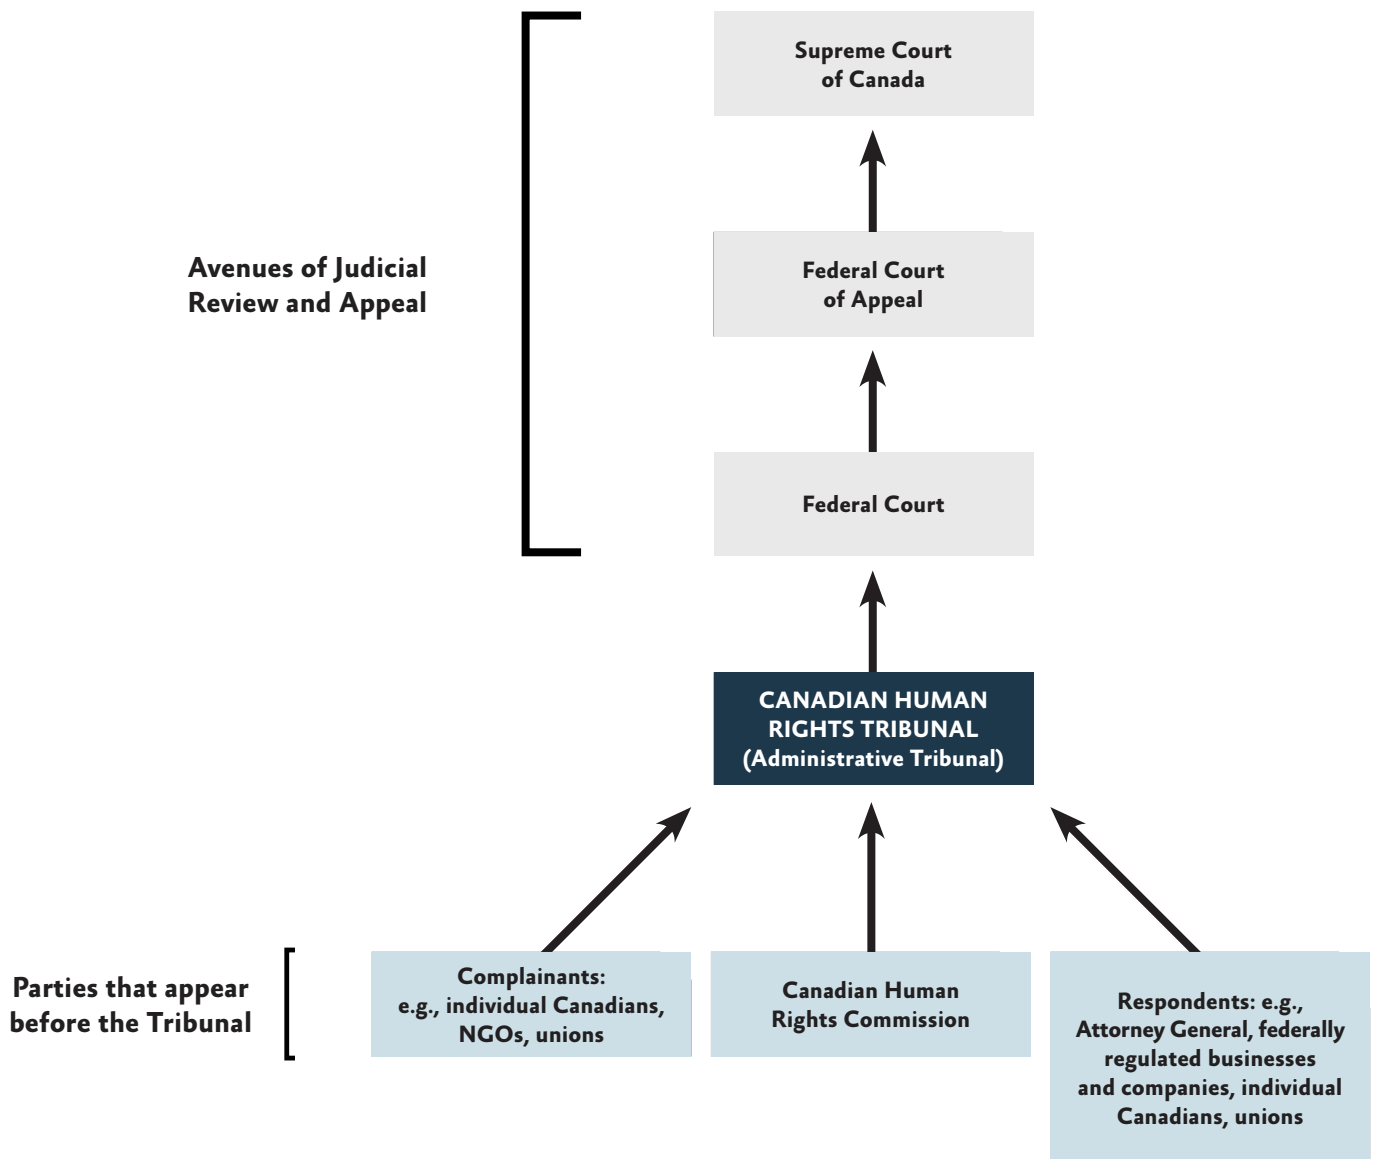 Supreme Court
of Canada
Avenues of Judicial
Review and Appeal
Federal Court
of Appeal
Federal Court
CANADIAN HUMAN
RIGHTS TRIBUNAL
(Administrative Tribunal)
Parties that appear
before the Tribunal
Complainants:
e.g., individual Canadians,
NGOs, unions
Canadian Human
Rights Commission
Respondents: e.g.,
Attorney General, federally
regulated businesses
and companies, individual
Canadians, unions